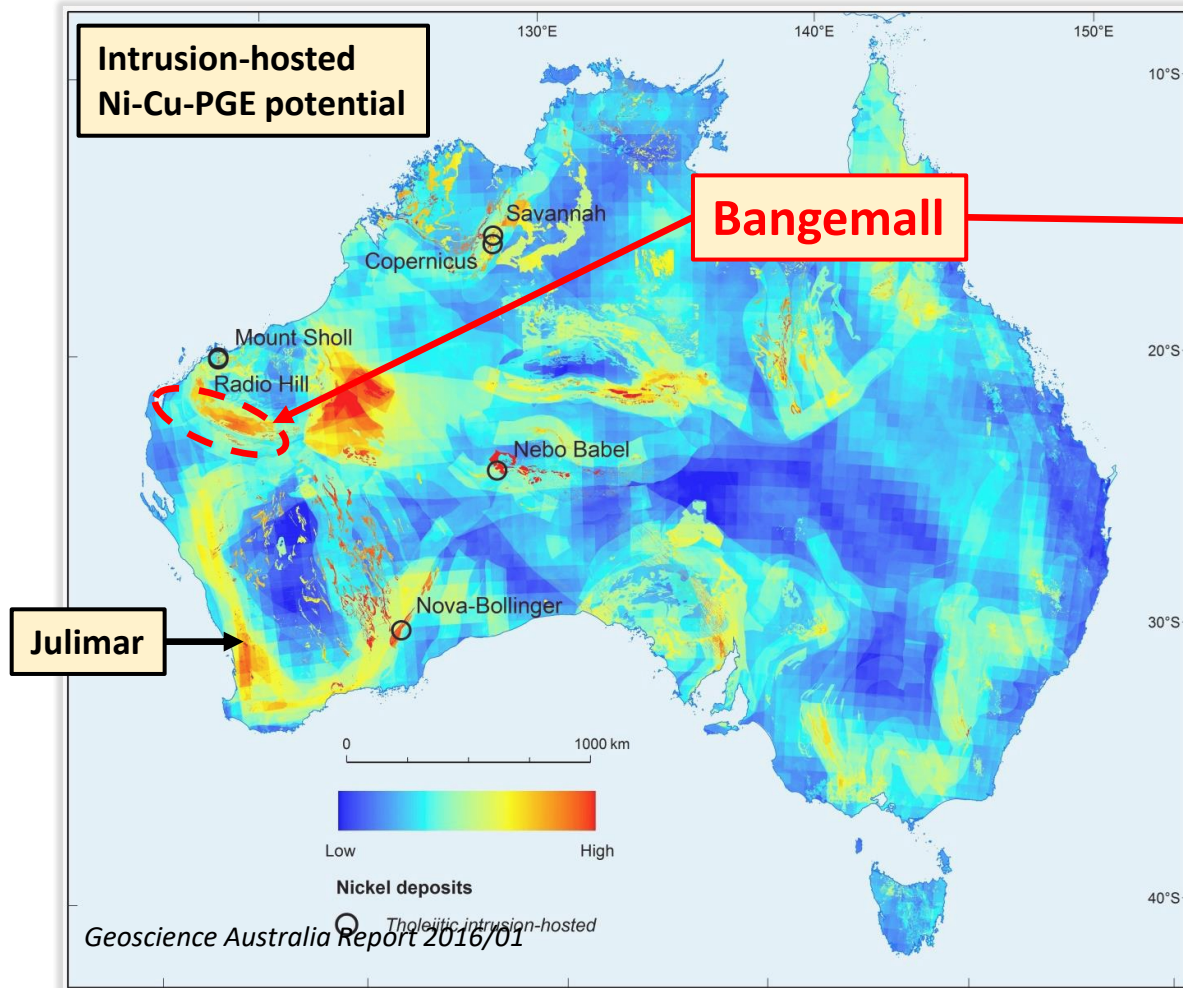 Intrusion-hosted
Ni-Cu-PGE potential
130°E
140°E
150°E
10°S
Savannah
Bangemall
Copernicus
Mount Sholl
20°S
Radio Hill
Nebo Babel
Nova-Bollinger
Julimar
30°S
0
1000 km
Low
High
Nickel deposits
Tholeiitic intrusion-hosted
40°S
Geoscience Australia Report 2016/01